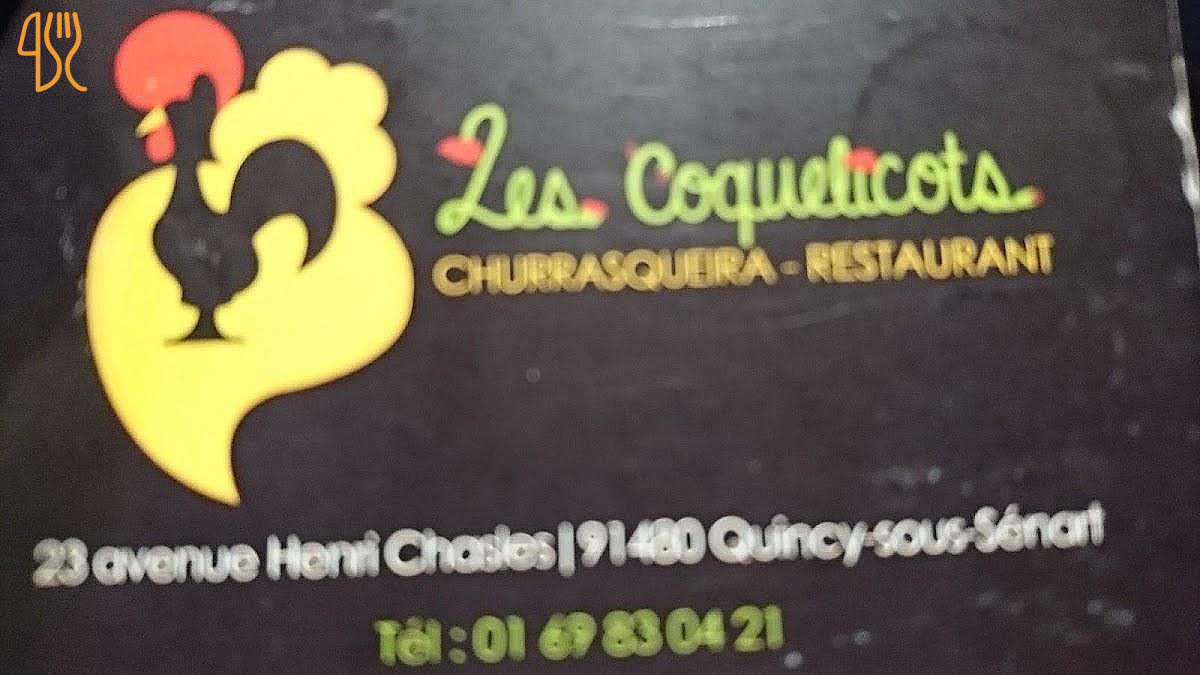 Les Coquelicots
CHURRASQUEIRA - RESTAURANT
23 avenue Henri Chasles | 91480 Quincy-sous-Sénart
Tél : 01 69 83 04 21